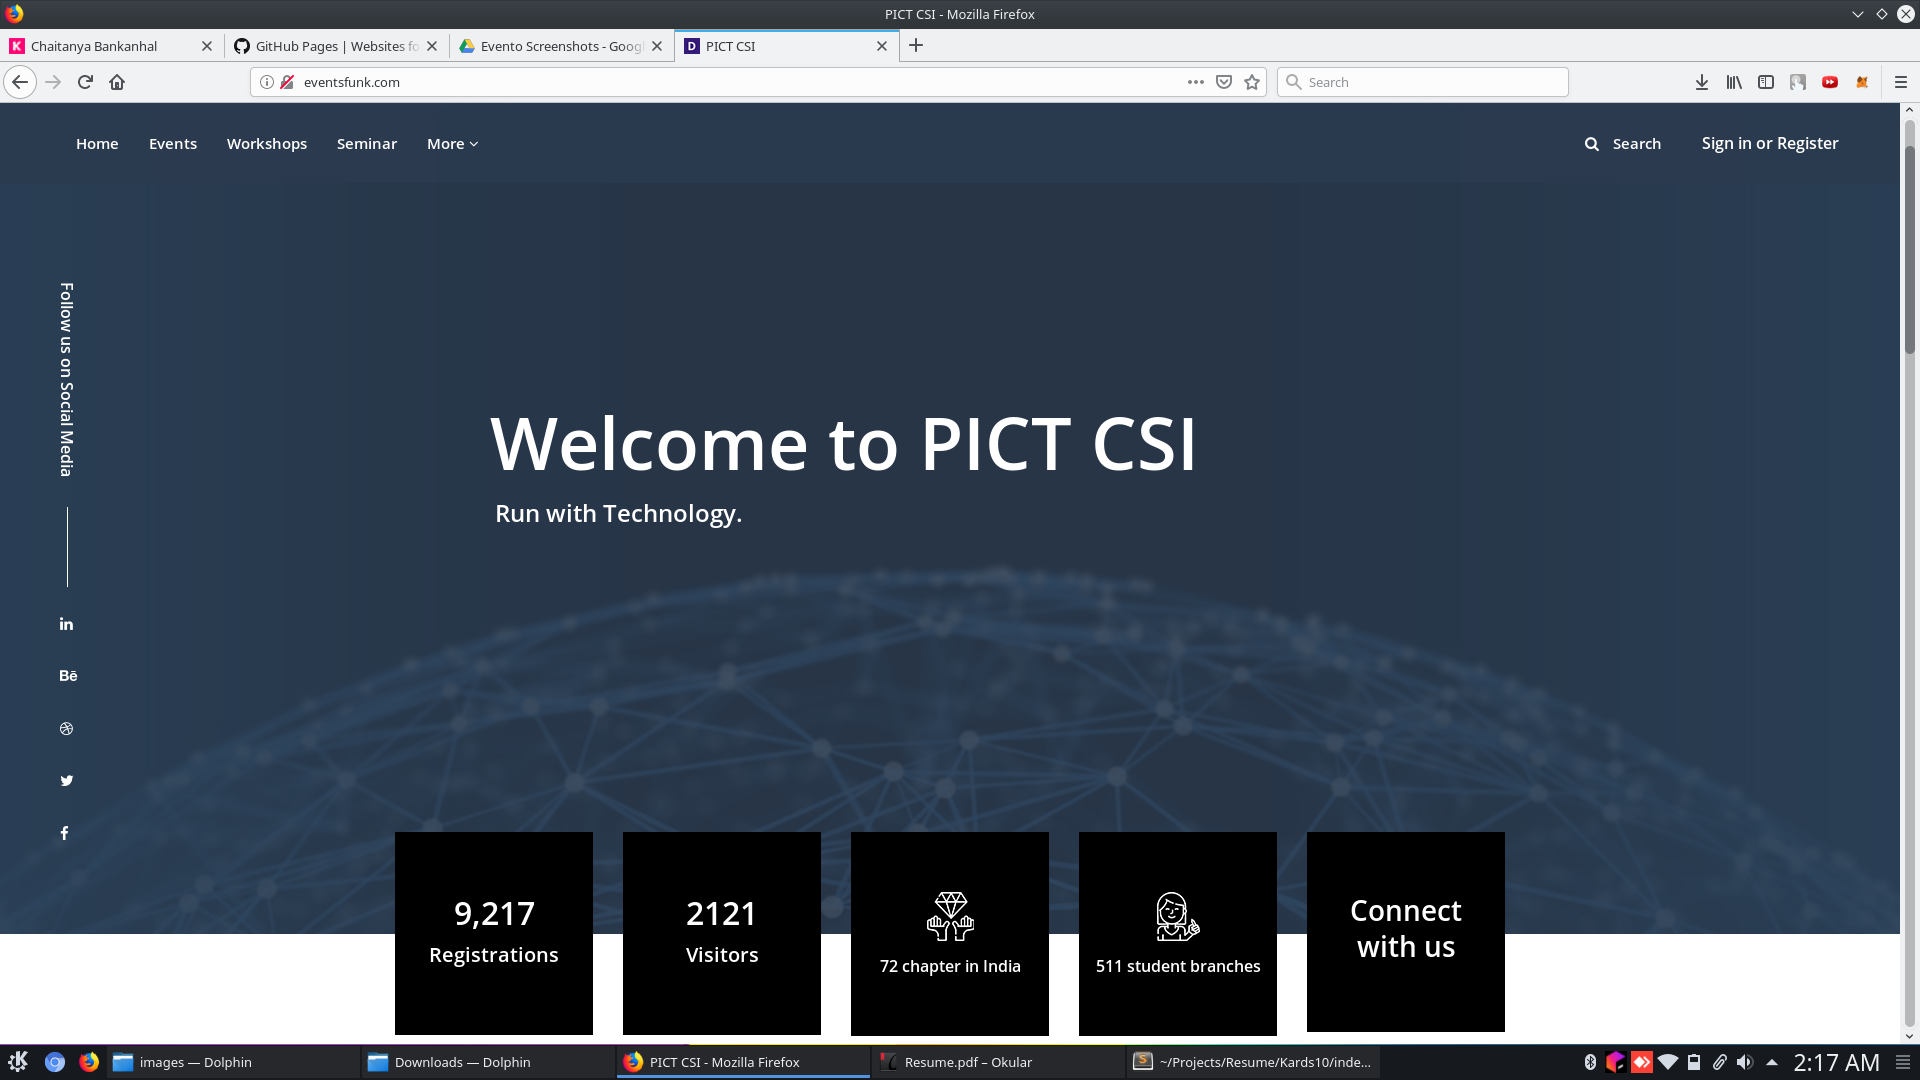 PICT CSI - Mozilla Firefox
Chaitanya Bankanhal
GitHub Pages | Websites fo
Evento Screenshots - Goog
PICT CSI
eventsfunk.com
Search
Home Events Workshops Seminar More
Search
Sign in or Register
Follow us on Social Media
Welcome to PICT CSI
Run with Technology.
in
Bē
9,217
Registrations
2121
Visitors
72 chapter in India
511 student branches
Connect
with us
images — Dolphin
Downloads — Dolphin
PICT CSI - Mozilla Firefox
Resume.pdf – Okular
~/Projects/Resume/Kards10/inde...
2:17 AM